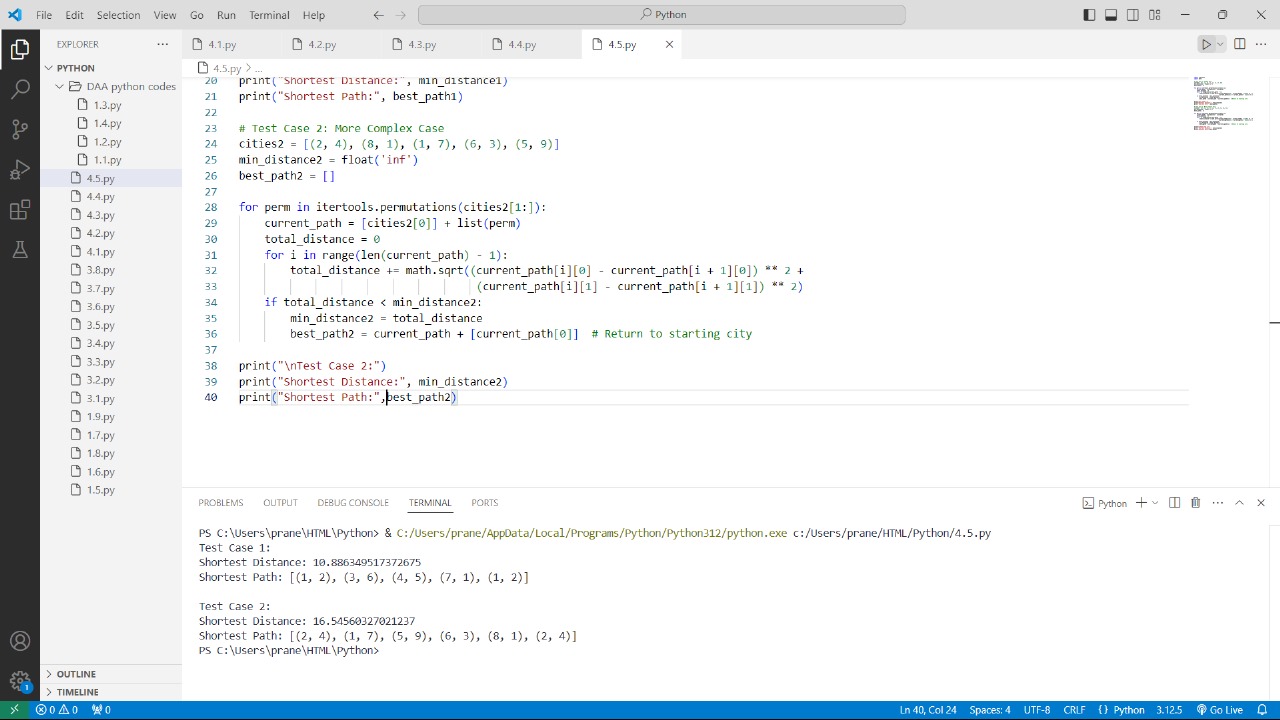 File Edit Selection View Go Run Terminal Help
Python
EXPLORER
PYTHON
DAA python codes
1.3.py
1.4.py
1.2.py
1.1.py
4.5.py
4.4.py
4.3.py
4.2.py
4.1.py
3.8.py
3.7.py
3.6.py
3.5.py
3.4.py
3.3.py
3.2.py
3.1.py
1.9.py
1.7.py
1.8.py
1.6.py
1.5.py
OUTLINE
TIMELINE
4.1.py 4.2.py 4.3.py 4.4.py 4.5.py
4.5.py > ...
20 print("Shortest Distance:", min_distance1)
21 print("Shortest Path:", best_path1)
22
23 # Test Case 2: More Complex Case
24 cities2 = [(2, 4), (8, 1), (1, 7), (6, 3), (5, 9)]
25 min_distance2 = float('inf')
26 best_path2 = []
27
28 for perm in itertools.permutations(cities2[1:]):
29 current_path = [cities2[0]] + list(perm)
30 total_distance = 0
31 for i in range(len(current_path) - 1):
32 total_distance += math.sqrt((current_path[i][0] - current_path[i + 1][0]) ** 2 +
33 (current_path[i][1] - current_path[i + 1][1]) ** 2)
34 if total_distance < min_distance2:
35 min_distance2 = total_distance
36 best_path2 = current_path + [current_path[0]] # Return to starting city
37
38 print("\nTest Case 2:")
39 print("Shortest Distance:", min_distance2)
40 print("Shortest Path:",best_path2)
PROBLEMS OUTPUT DEBUG CONSOLE TERMINAL PORTS
Python
PS C:\Users\prane\HTML\Python> & C:/Users/prane/AppData/Local/Programs/Python/Python312/python.exe c:/Users/prane/HTML/Python/4.5.py
Test Case 1:
Shortest Distance: 10.886349517372675
Shortest Path: [(1, 2), (3, 6), (4, 5), (7, 1), (1, 2)]
Test Case 2:
Shortest Distance: 16.54560327021237
Shortest Path: [(2, 4), (1, 7), (5, 9), (6, 3), (8, 1), (2, 4)]
PS C:\Users\prane\HTML\Python>
1
0 0 0
Ln 40, Col 24 Spaces: 4 UTF-8 CRLF {} Python 3.12.5 Go Live